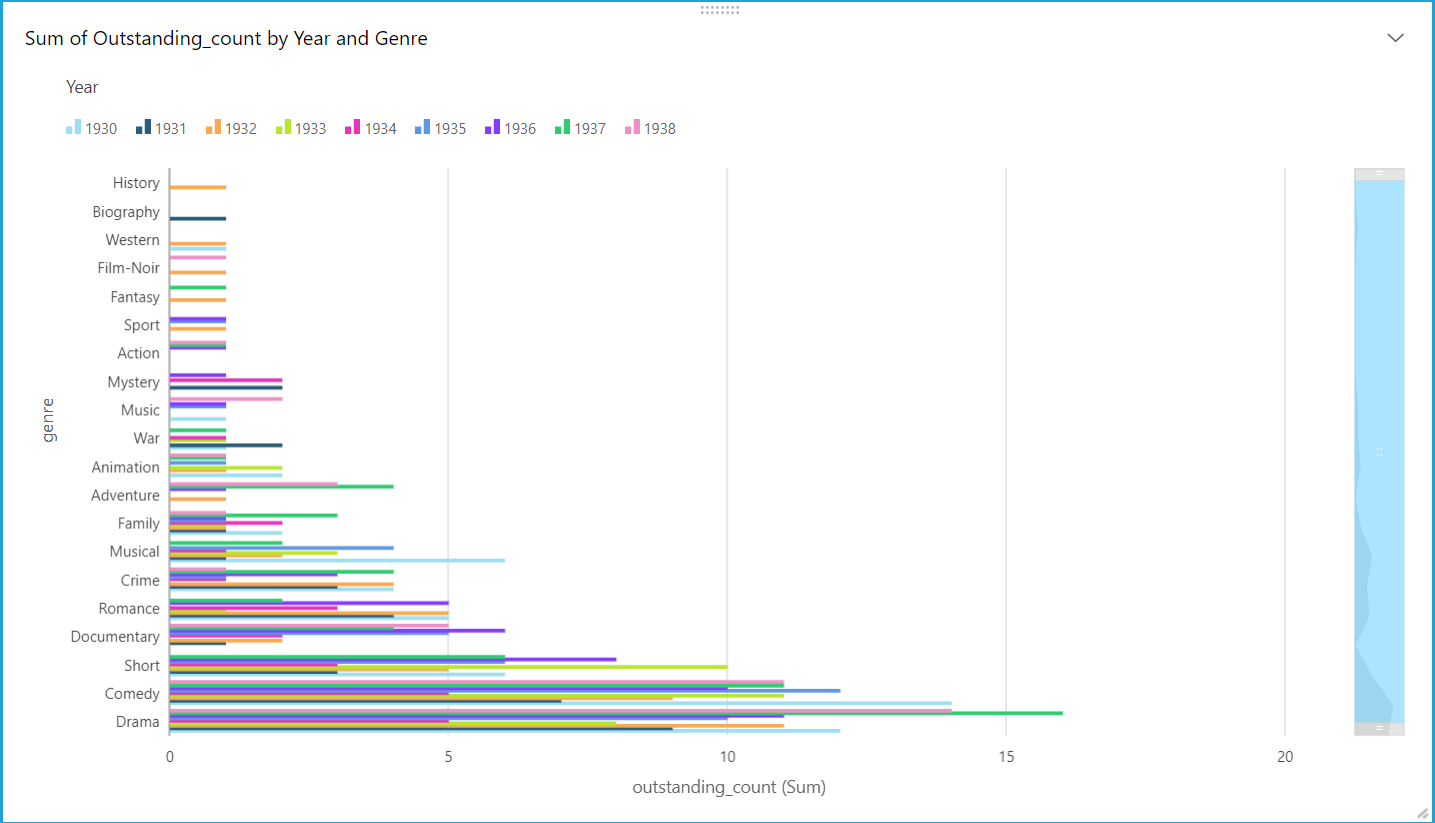 Sum of Outstanding_count by Year and Genre
Year
1930 1931 1932 1933 1934 1935 1936 1937 1938
genre
History
Biography
Western
Film-Noir
Fantasy
Sport
Action
Mystery
Music
War
Animation
Adventure
Family
Musical
Crime
Romance
Documentary
Short
Comedy
Drama
0 5 10 15 20
outstanding_count (Sum)